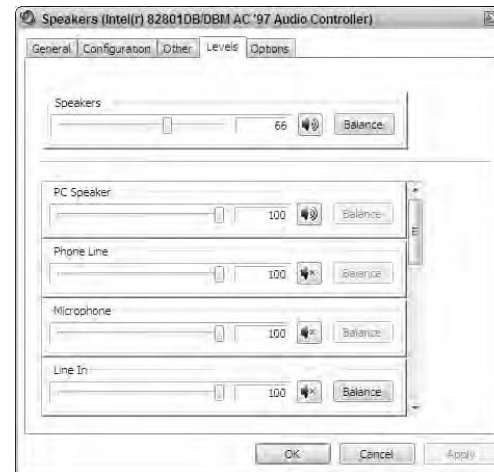 Speakers (Intel(r) 82801DB/DBM AC '97 Audio Controller)
General Configuration Other Levels Options
Speakers
66 Balance
PC Speaker
100 Balance
Phone Line
100 Balance
Microphone
100 Balance
Line In
100 Balance
OK Cancel Apply